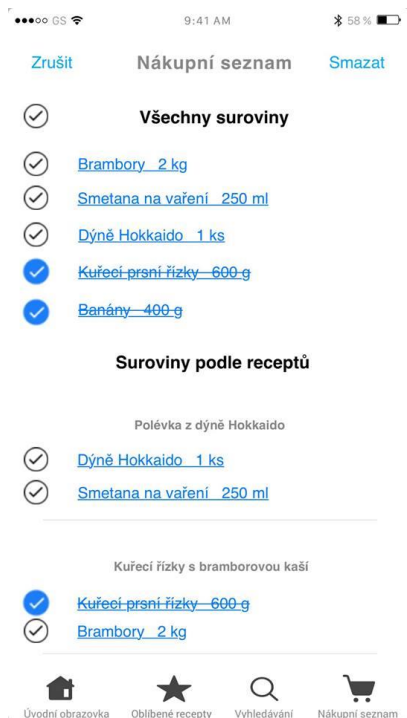 GS 9:41 AM 58 %
Zrušit Nákupní seznam Smazat
Všechny suroviny
Brambory 2 kg
Smetana na vaření 250 ml
Dýně Hokkaido 1 ks
Kuřecí prsní řízky 600 g
Banány 400 g
Suroviny podle receptů
Polévka z dýně Hokkaido
Dýně Hokkaido 1 ks
Smetana na vaření 250 ml
Kuřecí řízky s bramborovou kaší
Kuřecí prsní řízky 600 g
Brambory 2 kg
Úvodní obrazovka Oblíbené recepty Vyhledávání Nákupní seznam